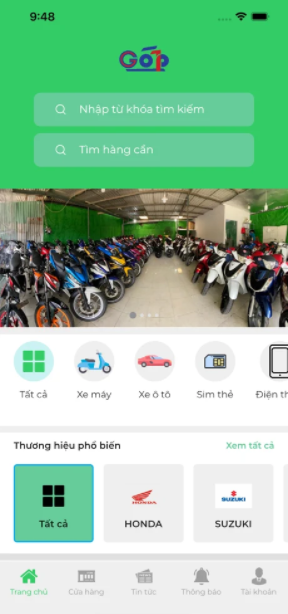 9:48
Góp
Nhập từ khóa tìm kiếm
Tìm hàng cần
Tất cả
Xe máy
Xe ô tô
Sim thẻ
Điện th
Thương hiệu phổ biến
Xem tất cả
Tất cả
HONDA
SUZUKI
SUZUKI
Trang chủ
Cửa hàng
Tin tức
Thông báo
Tài khoản